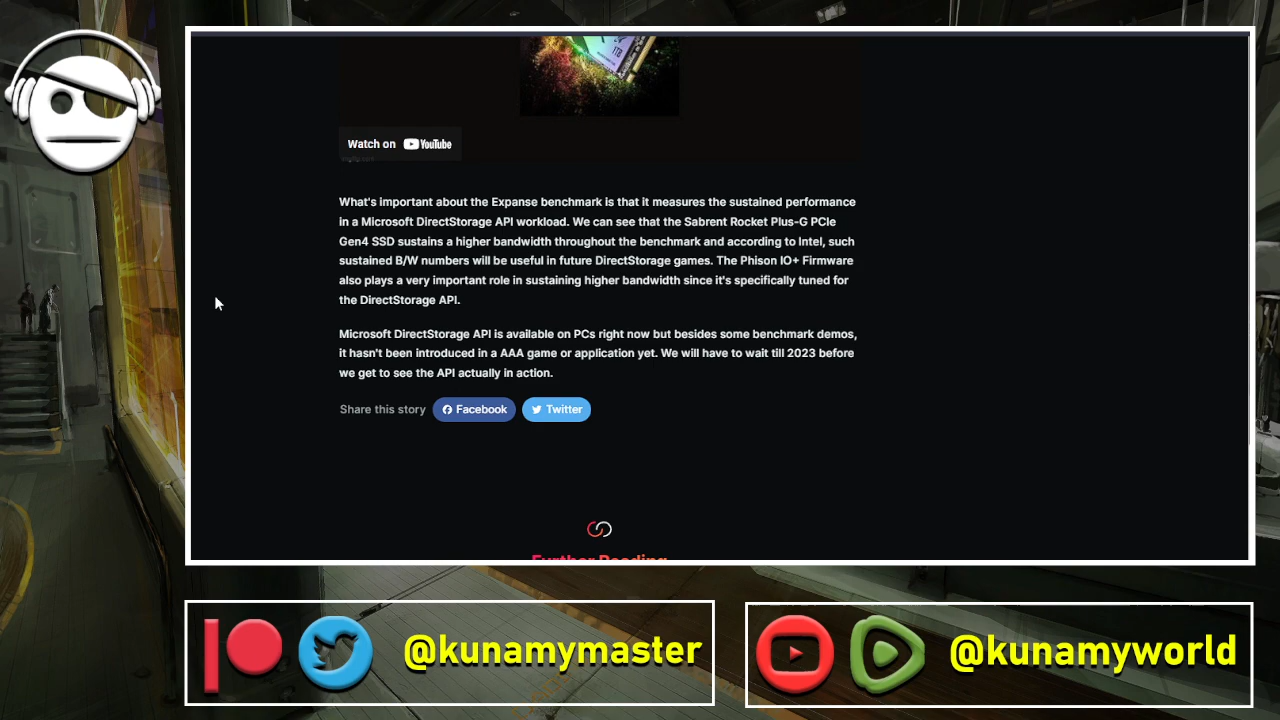 1TB
Watch on YouTube
What's important about the Expanse benchmark is that it measures the sustained performance
in a Microsoft DirectStorage API workload. We can see that the Sabrent Rocket Plus-G PCIe
Gen4 SSD sustains a higher bandwidth throughout the benchmark and according to Intel, such
sustained B/W numbers will be useful in future DirectStorage games. The Phison IO+ Firmware
also plays a very important role in sustaining higher bandwidth since it's specifically tuned for
the DirectStorage API.
Microsoft DirectStorage API is available on PCs right now but besides some benchmark demos,
it hasn't been introduced in a AAA game or application yet. We will have to wait till 2023 before
we get to see the API actually in action.
Share this story Facebook Twitter
Further Reading
@kunamymaster
@kunamyworld